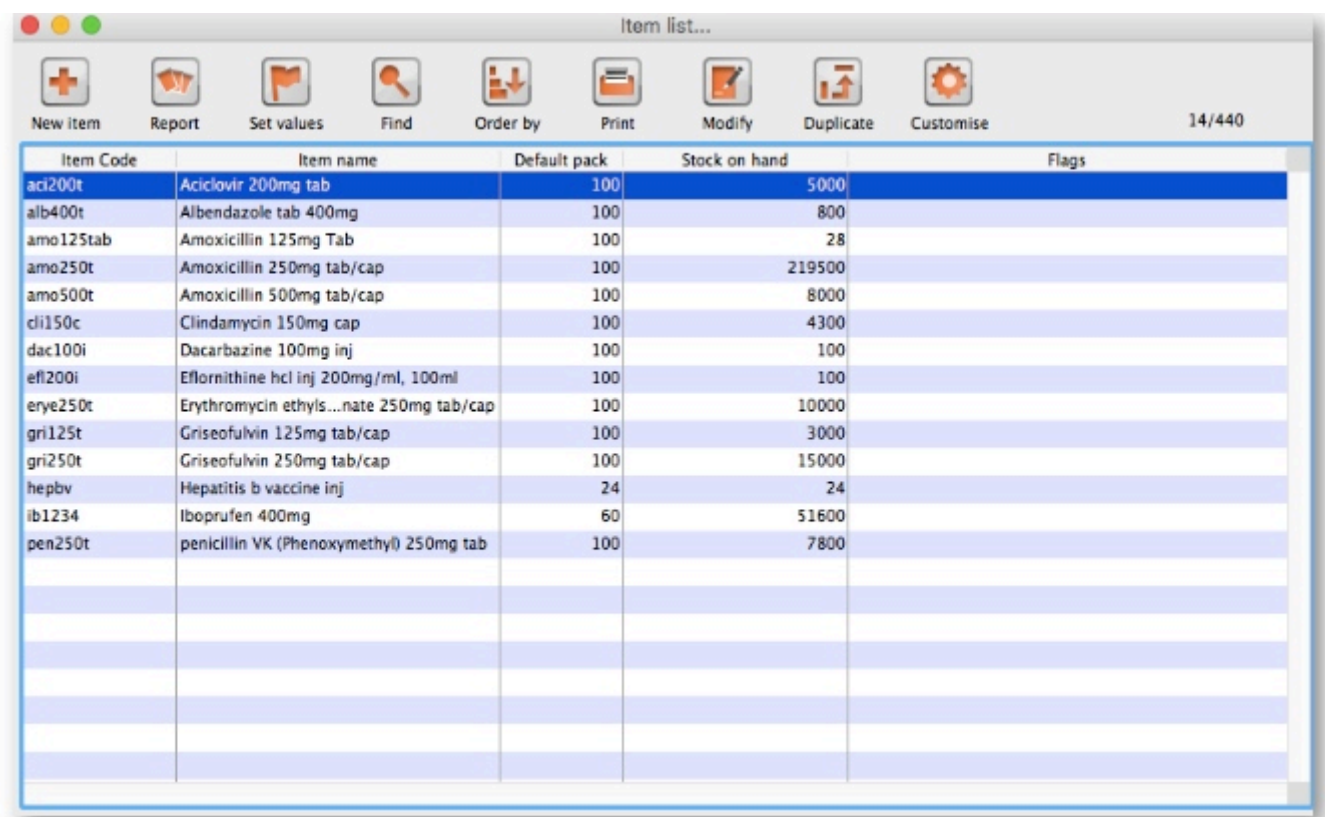 Item list...
New item Report Set values Find Order by Print Modify Duplicate Customise 14/440
Item Code Item name Default pack Stock on hand Flags
aci200t Aciclovir 200mg tab 100 5000
alb400t Albendazole tab 400mg 100 800
amo125tab Amoxicillin 125mg Tab 100 28
amo250t Amoxicillin 250mg tab/cap 100 219500
amo500t Amoxicillin 500mg tab/cap 100 8000
cli150c Clindamycin 150mg cap 100 4300
dac100i Dacarbazine 100mg inj 100 100
efl200i Eflornithine hcl inj 200mg/ml, 100ml 100 100
erye250t Erythromycin ethyls...nate 250mg tab/cap 100 10000
gri125t Griseofulvin 125mg tab/cap 100 3000
gri250t Griseofulvin 250mg tab/cap 100 15000
hepbv Hepatitis b vaccine inj 24 24
ib1234 Iboprufen 400mg 60 51600
pen250t penicillin VK (Phenoxymethyl) 250mg tab 100 7800